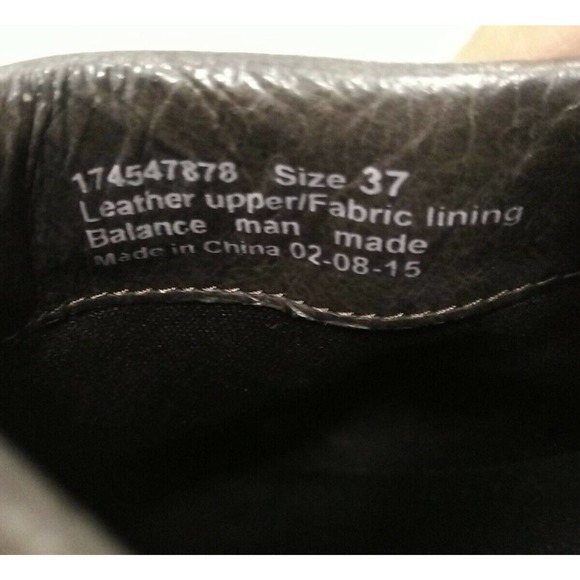 174547878 Size 37
Leather upper/Fabric lining
Balance man made
Made in China 02-08-15